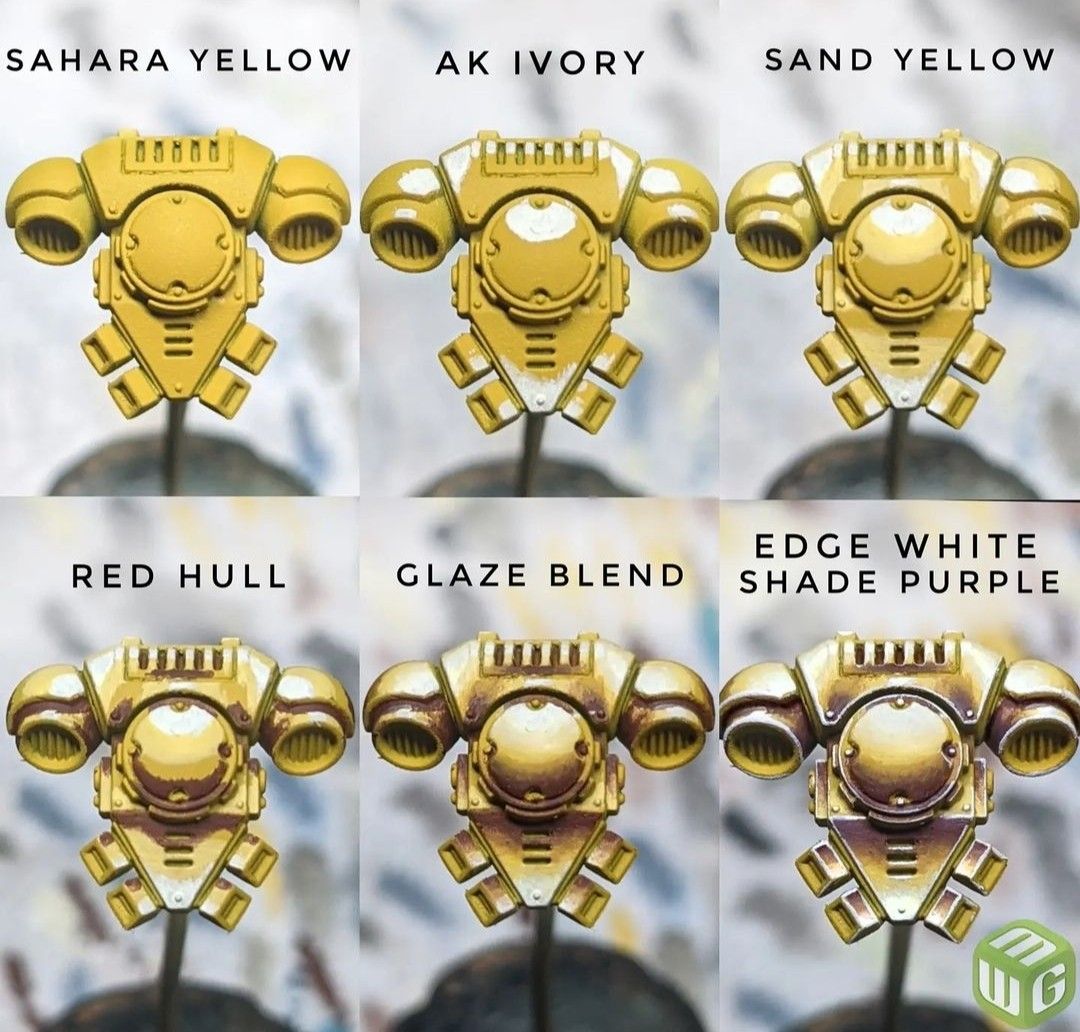 SAHARA YELLOW
AK IVORY
SAND YELLOW
RED HULL
GLAZE BLEND
EDGE WHITE
SHADE PURPLE
MWG